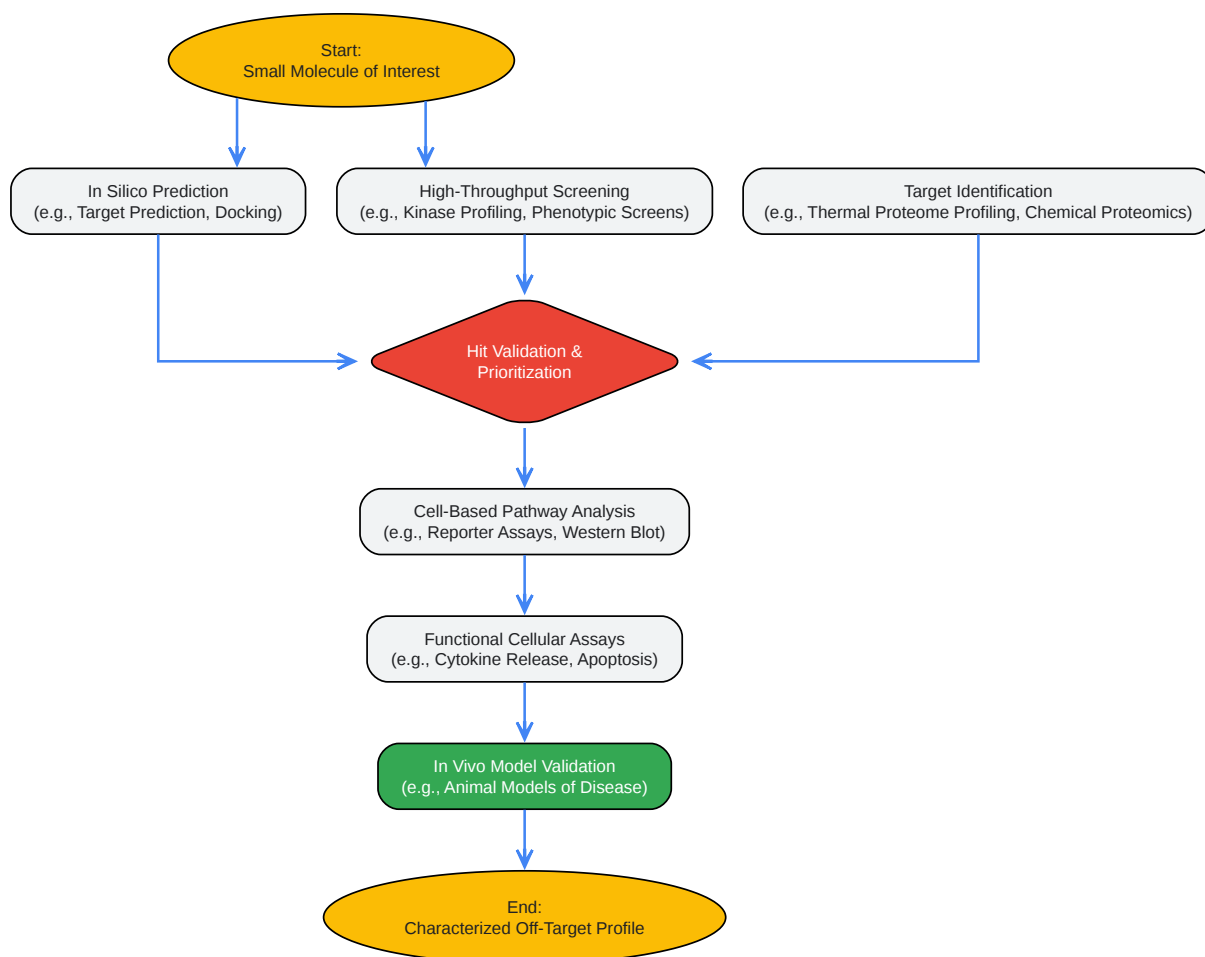 Start:
Small Molecule of Interest
In Silico Prediction
(e.g., Target Prediction, Docking)
High-Throughput Screening
(e.g., Kinase Profiling, Phenotypic Screens)
Target Identification
(e.g., Thermal Proteome Profiling, Chemical Proteomics)
Hit Validation &
Prioritization
Cell-Based Pathway Analysis
(e.g., Reporter Assays, Western Blot)
Functional Cellular Assays
(e.g., Cytokine Release, Apoptosis)
In Vivo Model Validation
(e.g., Animal Models of Disease)
End:
Characterized Off-Target Profile